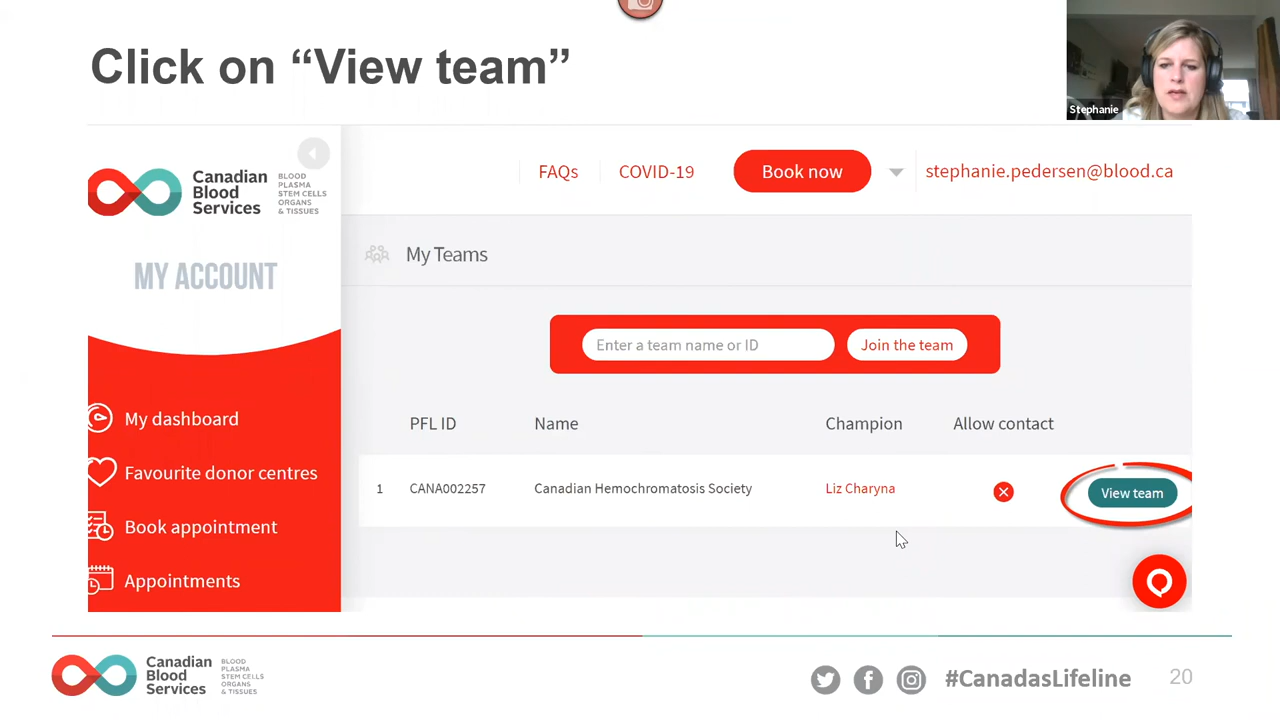 Click on “View team”
Stephanie
Canadian
Blood
Services
BLOOD
PLASMA
STEM CELLS
ORGANS
& TISSUES
FAQs
COVID-19
Book now
stephanie.pedersen@blood.ca
MY ACCOUNT
My Teams
Enter a team name or ID
Join the team
PFL ID
Name
Champion
Allow contact
1
CANA002257
Canadian Hemochromatosis Society
Liz Charyna
View team
My dashboard
Favourite donor centres
Book appointment
Appointments
Canadian
Blood
Services
BLOOD
PLASMA
STEM CELLS
ORGANS
& TISSUES
#CanadasLifeline
20